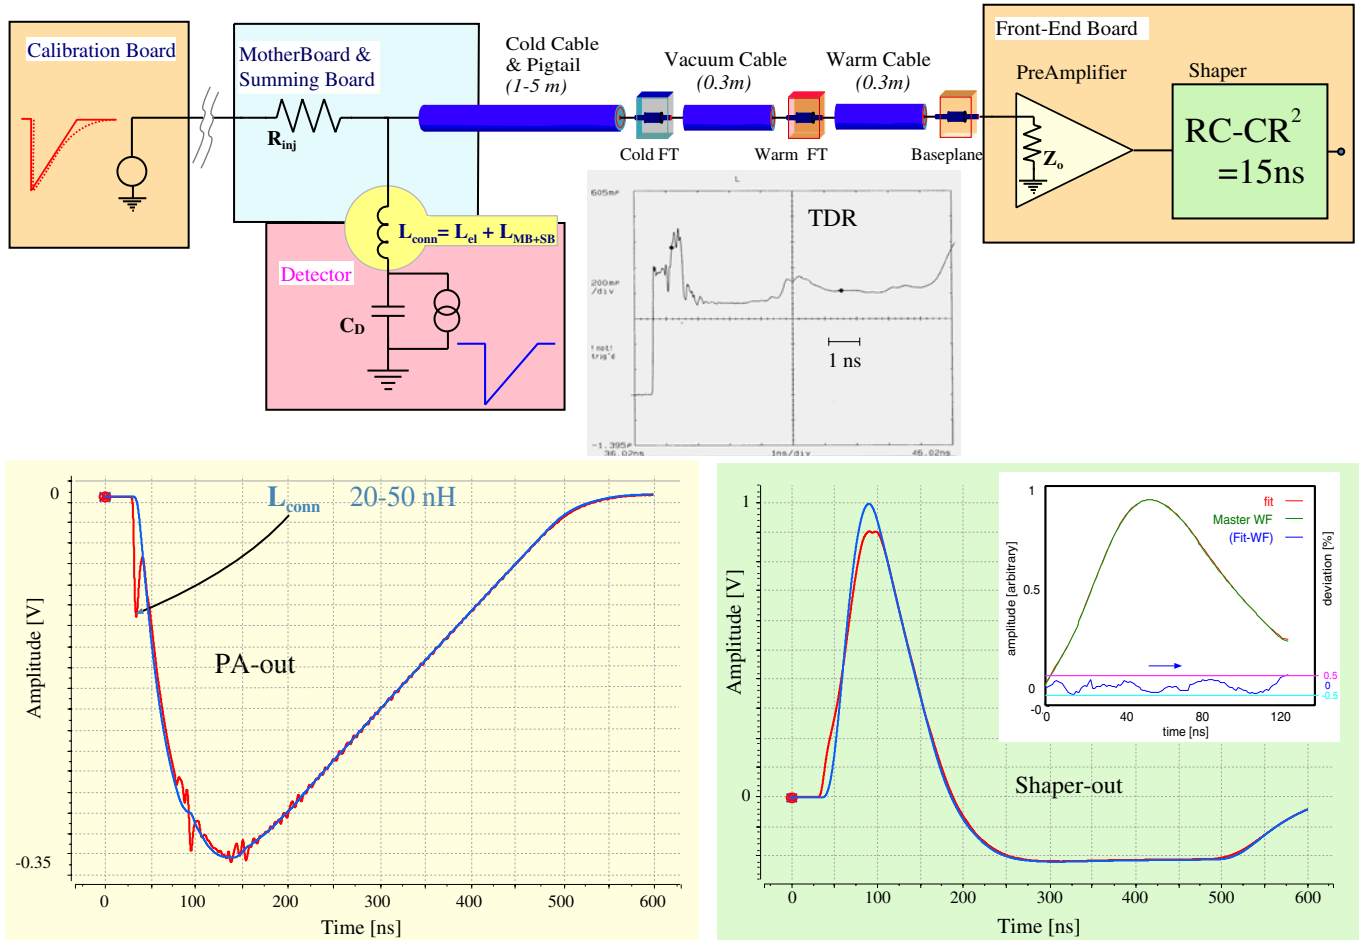 Calibration Board
MotherBoard &
Summing Board
R_inj
Cold Cable
& Pigtail
(1-5 m)
Vacuum Cable
(0.3m)
Warm Cable
(0.3m)
Cold FT
Warm FT
Baseplane
Front-End Board
PreAmplifier
Z_o
Shaper
RC-CR^2
=15ns
L_conn = L_el + L_MB+SB
Detector
C_D
L
200m
/div
trig'd
TDR
1 ns
1ns/div
46.02ns
L_conn 20-50 nH
0
-0.35
Amplitude [V]
PA-out
0 100 200 300 400 500 600
Time [ns]
1
0
Amplitude [V]
Shaper-out
0 100 200 300 400 500 600
Time [ns]
fit
Master WF
(Fit-WF)
1
0.5
0
-0
amplitude [arbitrary]
deviation [%]
0.5
0
-0.5
0 40 80 120
time [ns]